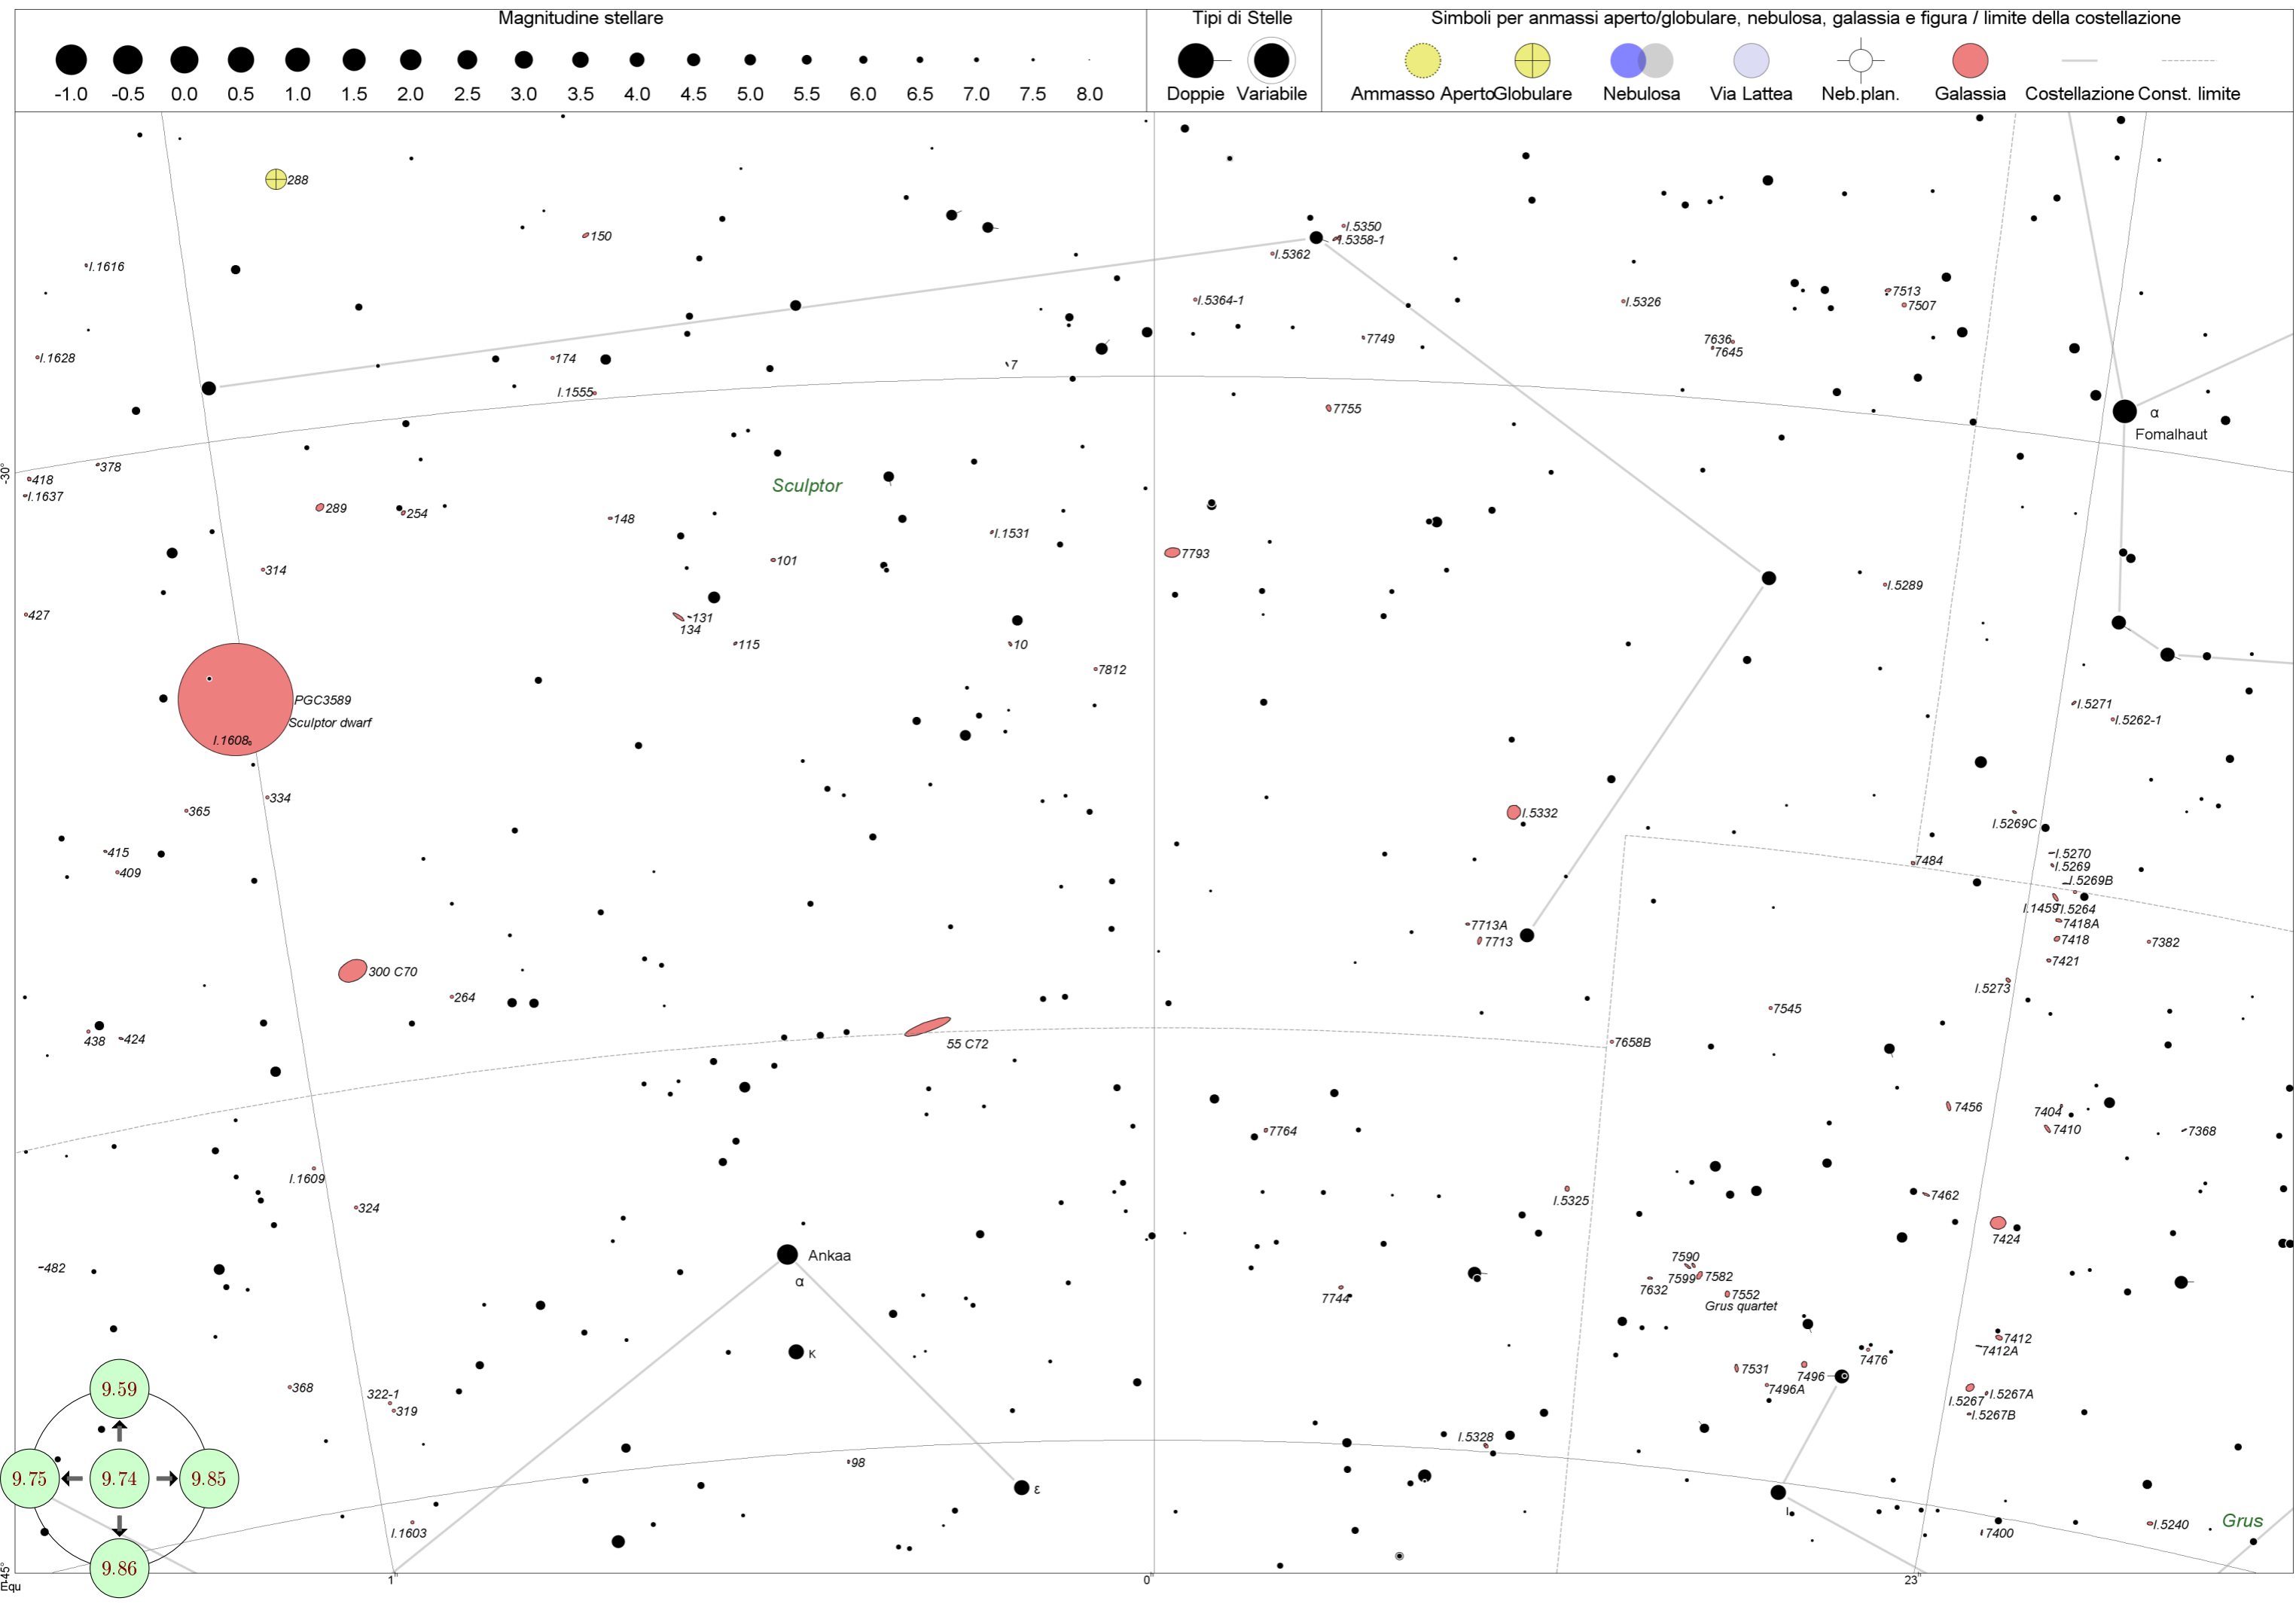 Magnitudine stellare
Tipi di Stelle
Simboli per anmassi aperto/globulare, nebulosa, galassia e figura / limite della costellazione
-1.0 -0.5 0.0 0.5 1.0 1.5 2.0 2.5 3.0 3.5 4.0 4.5 5.0 5.5 6.0 6.5 7.0 7.5 8.0
Doppie Variabile
Ammasso Aperto Globulare Nebulosa Via Lattea Neb.plan. Galassia Costellazione Const. limite
288
150
I.5350
I.5358-1
I.5362
I.1616
I.5364-1
I.5326
7513
7507
7749
7636
7645
I.1628
174
7
I.1555
7755
α
Fomalhaut
-30°
378
418
I.1637
Sculptor
289
254
148
I.1531
7793
101
314
I.5289
427
131
134
115
10
7812
PGC3589
Sculptor dwarf
I.1608
I.5271
I.5262-1
334
365
I.5332
I.5269C
415
409
7484
I.5270
I.5269
I.5269B
I.1459
I.5264
7418A
7418
7382
7421
7713A
7713
300 C70
264
I.5273
7545
438
424
55 C72
7658B
7456
7404
7410
7368
7764
I.1609
324
I.5325
7462
7424
Ankaa
α
482
7590
7599
7582
7632
7552
Grus quartet
7744
κ
7412
7412A
7476
7531
7496
7496A
I.5267
I.5267A
I.5267B
368
322-1
319
9.59
9.75
9.74
9.85
9.86
I.5328
98
ε
ι
I.1603
7400
I.5240
Grus
-45°
Equ
1h
0h
23h